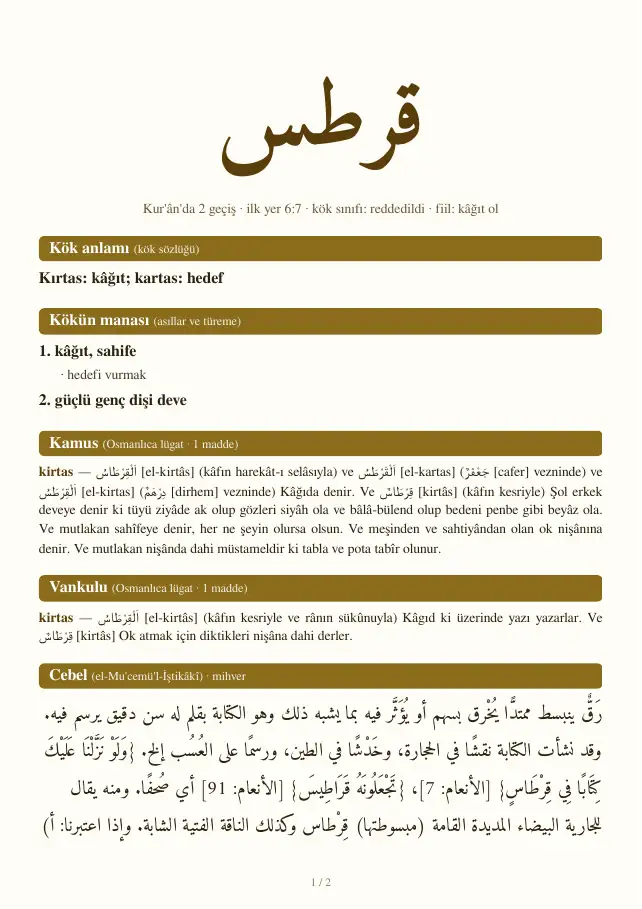 قرطس
Kur'ân'da 2 geçiş · ilk yer 6:7 · kök sınıfı: reddedildi · fiil: kâğıt ol
Kök anlamı (kök sözlüğü)
Kırtas: kâğıt; kartas: hedef
Kökün manası (asıllar ve türeme)
1. kâğıt, sahife
· hedefi vurmak
2. güçlü genç dişi deve
Kamus (Osmanlıca lügat · 1 madde)
kirtas — اَلْقِرْطَاسُ [el-kirtâs] (kâfın harekât-ı selâsıyla) ve اَلْقَرْطَسُ [el-kartas] (جَعْفَرٌ [cafer] vezninde) ve
اَلْقِرْطَسُ [el-kirtas] (دِرْهَمٌ [dirhem] vezninde) Kâğıda denir. Ve قِرْطَاسٌ [kirtâs] (kâfın kesriyle) Şol erkek
deveye denir ki tüyü ziyâde ak olup gözleri siyâh ola ve bâlâ-bülend olup bedeni penbe gibi beyâz ola.
Ve mutlakan sahîfeye denir, her ne şeyin olursa olsun. Ve meşinden ve sahtiyândan olan ok nişânına
denir. Ve mutlakan nişânda dahi müstameldir ki tabla ve pota tabîr olunur.
Vankulu (Osmanlıca lügat · 1 madde)
kirtas — اَلْقِرْطَاسُ [el-kirtâs] (kâfın kesriyle ve rânın sükûnuyla) Kâgıd ki üzerinde yazı yazarlar. Ve
قِرْطَاسٌ [kirtâs] Ok atmak için diktikleri nişâna dahi derler.
Cebel (el-Mu'cemü'l-İştikâkî) · mihver
رَقٌّ ينبسط ممتدًّا يُخْرق بسهم أو يُؤَثَّر فيه بما يشبه ذلك وهو الكتابة بقلم له سن دقيق يرسم فيه.
وقد نشأت الكتابة نقشًا في الحجارة، وخَدْشًا في الطين، ورسمًا على العُسُب إلخ. {وَلَوْ نَزَّلْنَا عَلَيْكَ
كِتَابًا فِي قِرْطَاسٍ} [الأنعام: 7]، {تَجْعَلُونَهُ قَرَاطِيسَ} [الأنعام: 91] أي صُحفًا. ومنه يقال
للجارية البيضاء المديدة القامة (مبسوطتها) قِرْطاس وكذلك الناقة الفتية الشابة. وإذا اعتبرنا: أ)
1 / 2